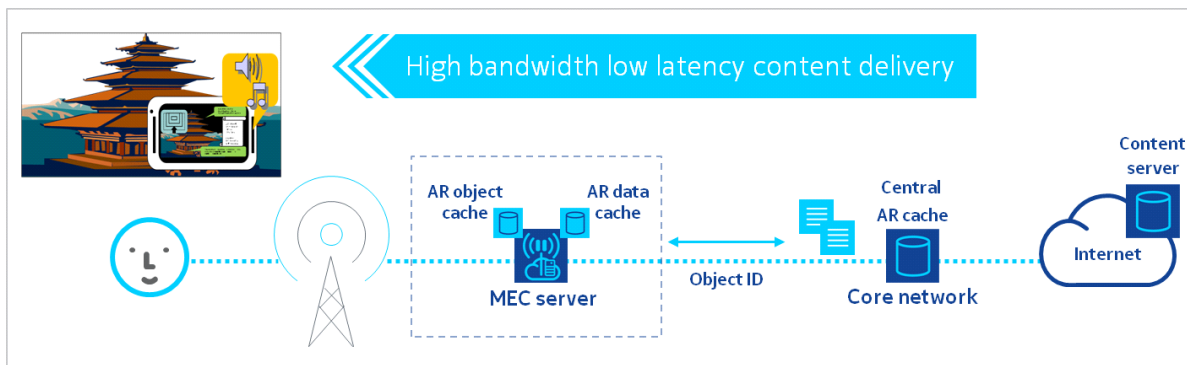 High bandwidth low latency content delivery
Content
server
AR object
cache
AR data
cache
Central
AR cache
Internet
Object ID
MEC server
Core network